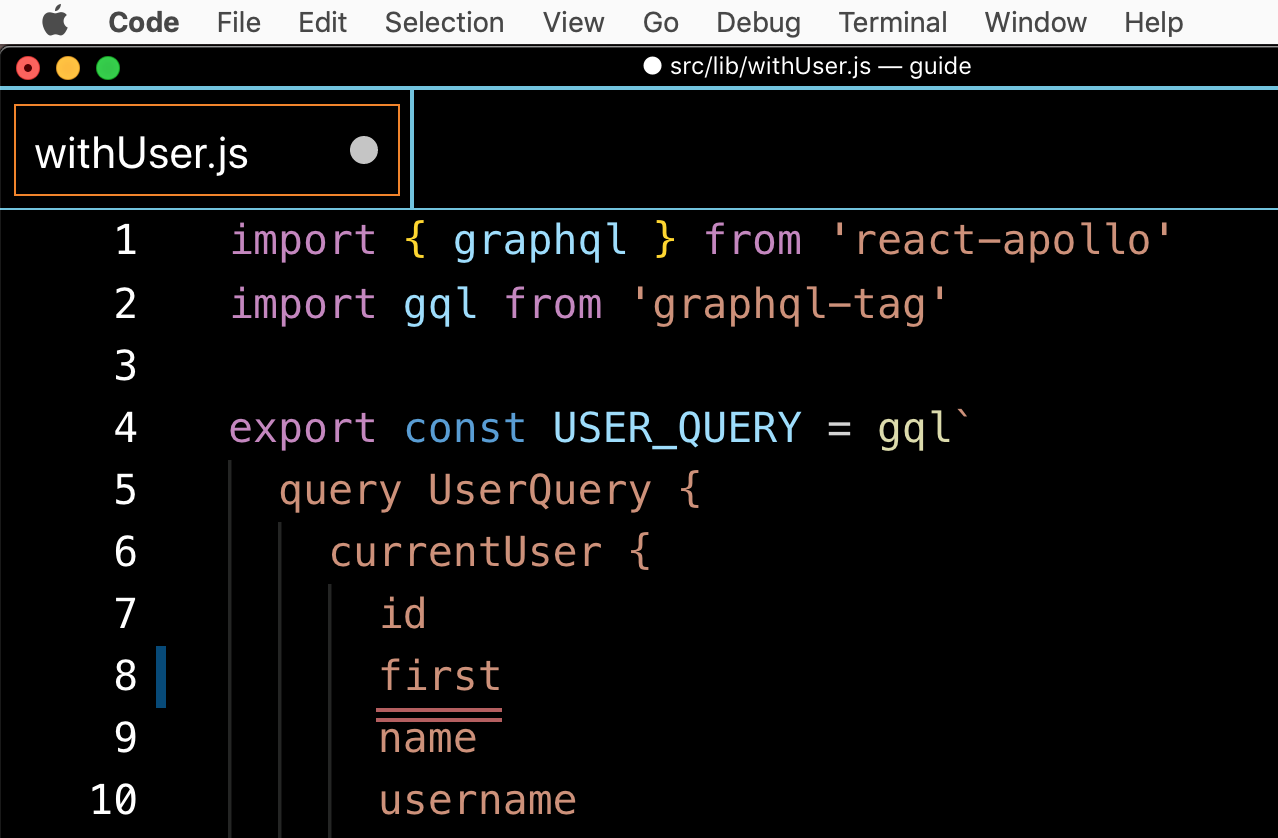 Code File Edit Selection View Go Debug Terminal Window Help
src/lib/withUser.js — guide
withUser.js
1 import { graphql } from 'react-apollo'
2 import gql from 'graphql-tag'
3
4 export const USER_QUERY = gql`
5 query UserQuery {
6 currentUser {
7 id
8 first
9 name
10 username